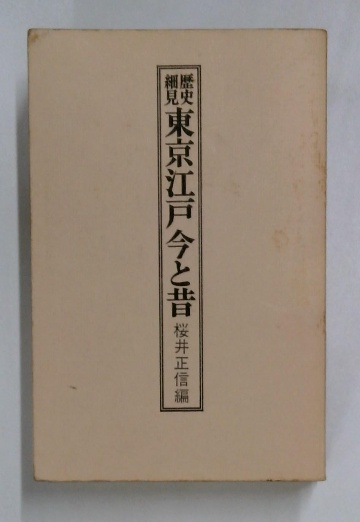 歴史細見
東京江戸今と昔
桜井正信編